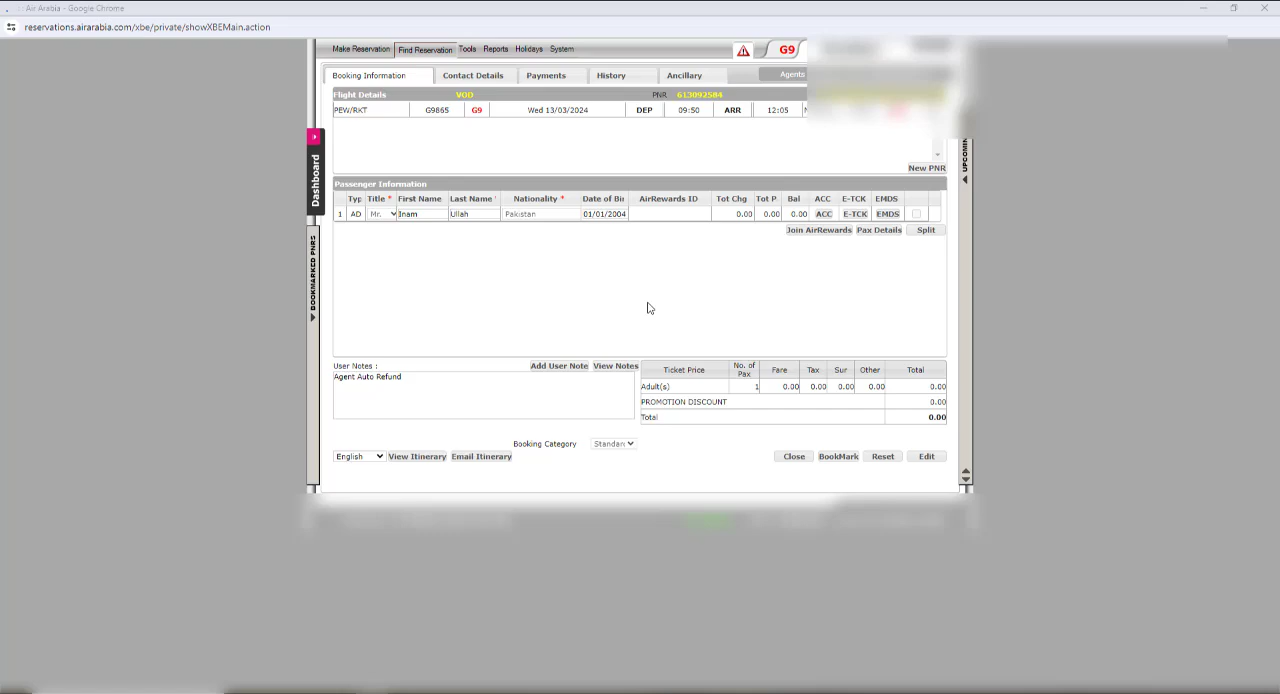 Air Arabia - Google Chrome
reservations.airarabia.com/xbe/private/showXBEMain.action
Make Reservation Find Reservation Tools Reports Holidays System G9
Booking Information Contact Details Payments History Ancillary Agents
Flight Details VOD PNR 613092584
PEW/RKT G9865 G9 Wed 13/03/2024 DEP 09:50 ARR 12:05
New PNR
Passenger Information
Typ Title * First Name Last Name * Nationality * Date of Bir AirRewards ID Tot Chg Tot P Bal ACC E-TCK EMDS
1 AD Mr. Inam Ullah Pakistan 01/01/2004 0.00 0.00 0.00 ACC E-TCK EMDS
Join AirRewards Pax Details Split
Dashboard
BOOKMARKED PNRS
UPCOMING
User Notes : Add User Note View Notes
Agent Auto Refund
Ticket Price No. of Pax Fare Tax Sur Other Total
Adult(s) 1 0.00 0.00 0.00 0.00 0.00
PROMOTION DISCOUNT 0.00
Total 0.00
Booking Category Standard
English View Itinerary Email Itinerary Close BookMark Reset Edit